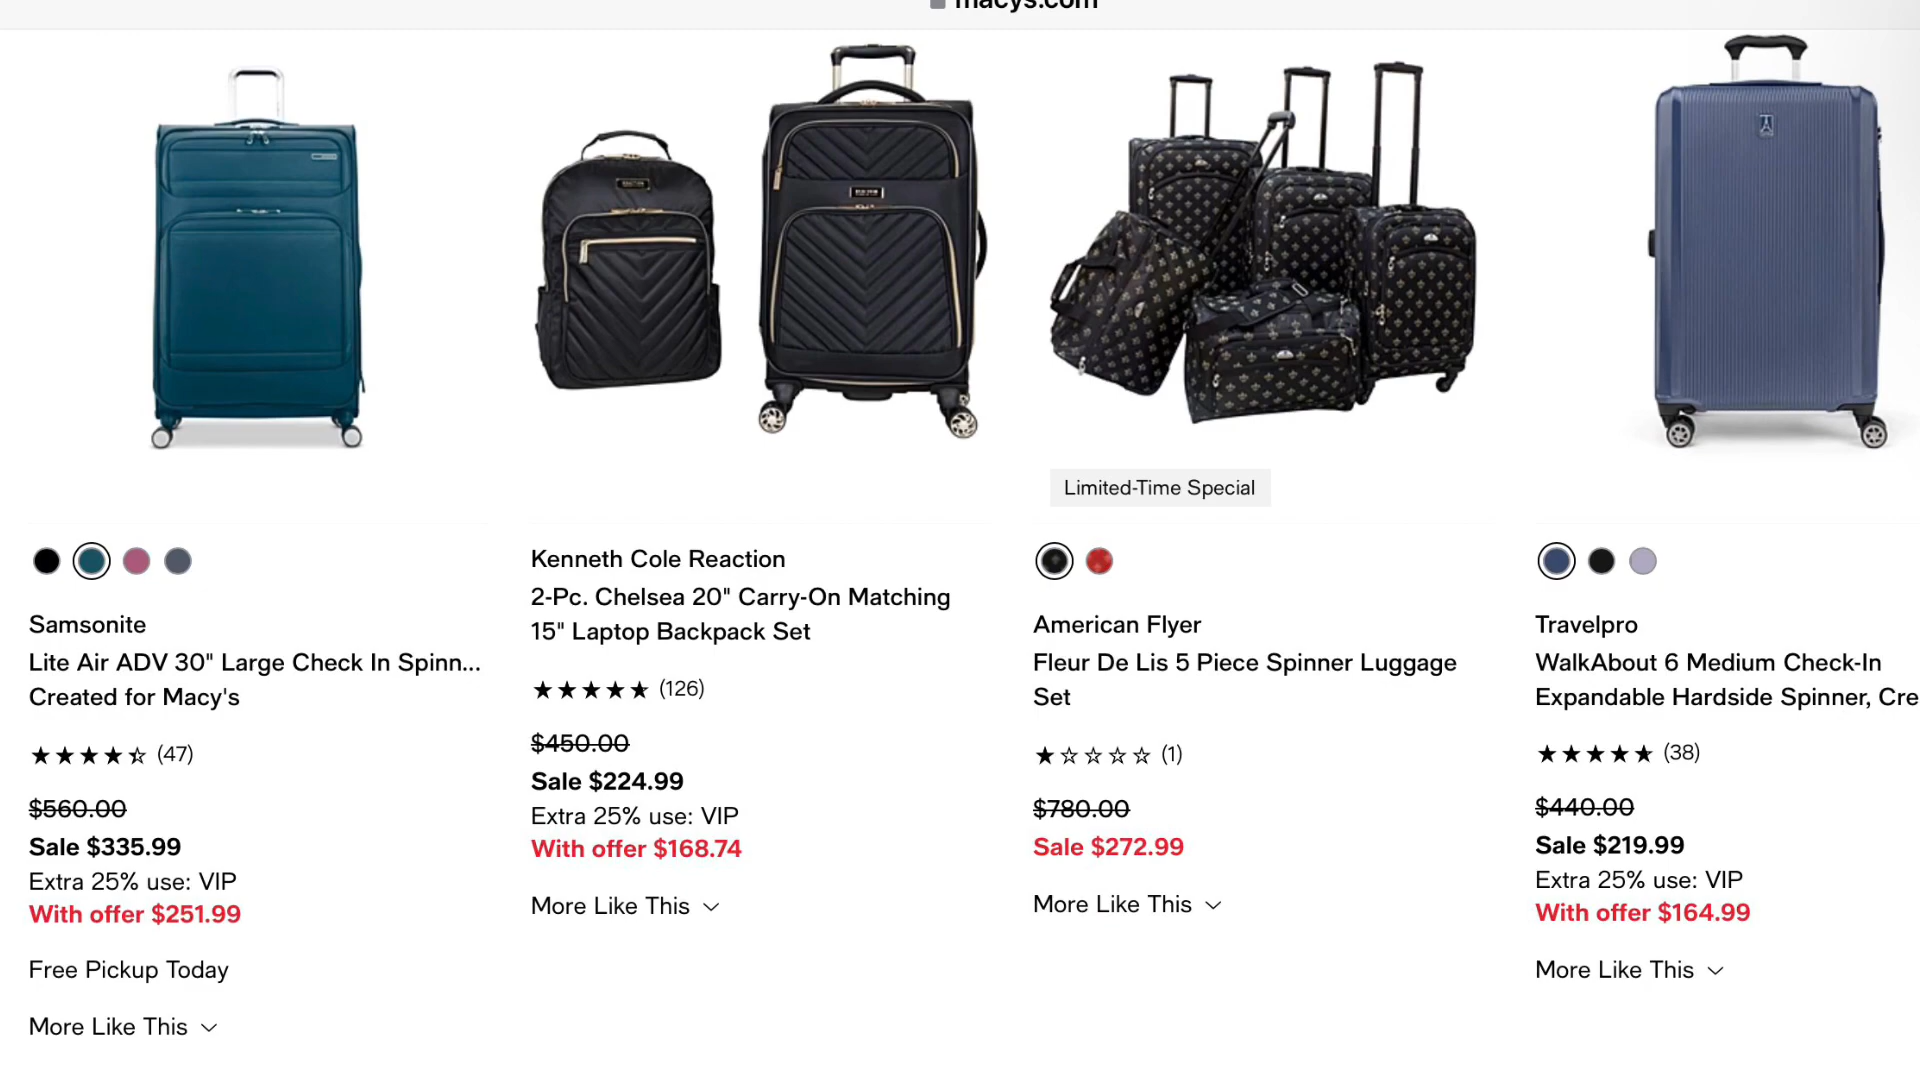 macys.com
Limited-Time Special
Samsonite
Lite Air ADV 30" Large Check In Spinn...
Created for Macy's
(47)
$560.00
Sale $335.99
Extra 25% use: VIP
With offer $251.99
Free Pickup Today
More Like This
Kenneth Cole Reaction
2-Pc. Chelsea 20" Carry-On Matching
15" Laptop Backpack Set
(126)
$450.00
Sale $224.99
Extra 25% use: VIP
With offer $168.74
More Like This
American Flyer
Fleur De Lis 5 Piece Spinner Luggage
Set
(1)
$780.00
Sale $272.99
More Like This
Travelpro
WalkAbout 6 Medium Check-In
Expandable Hardside Spinner, Cre
(38)
$440.00
Sale $219.99
Extra 25% use: VIP
With offer $164.99
More Like This